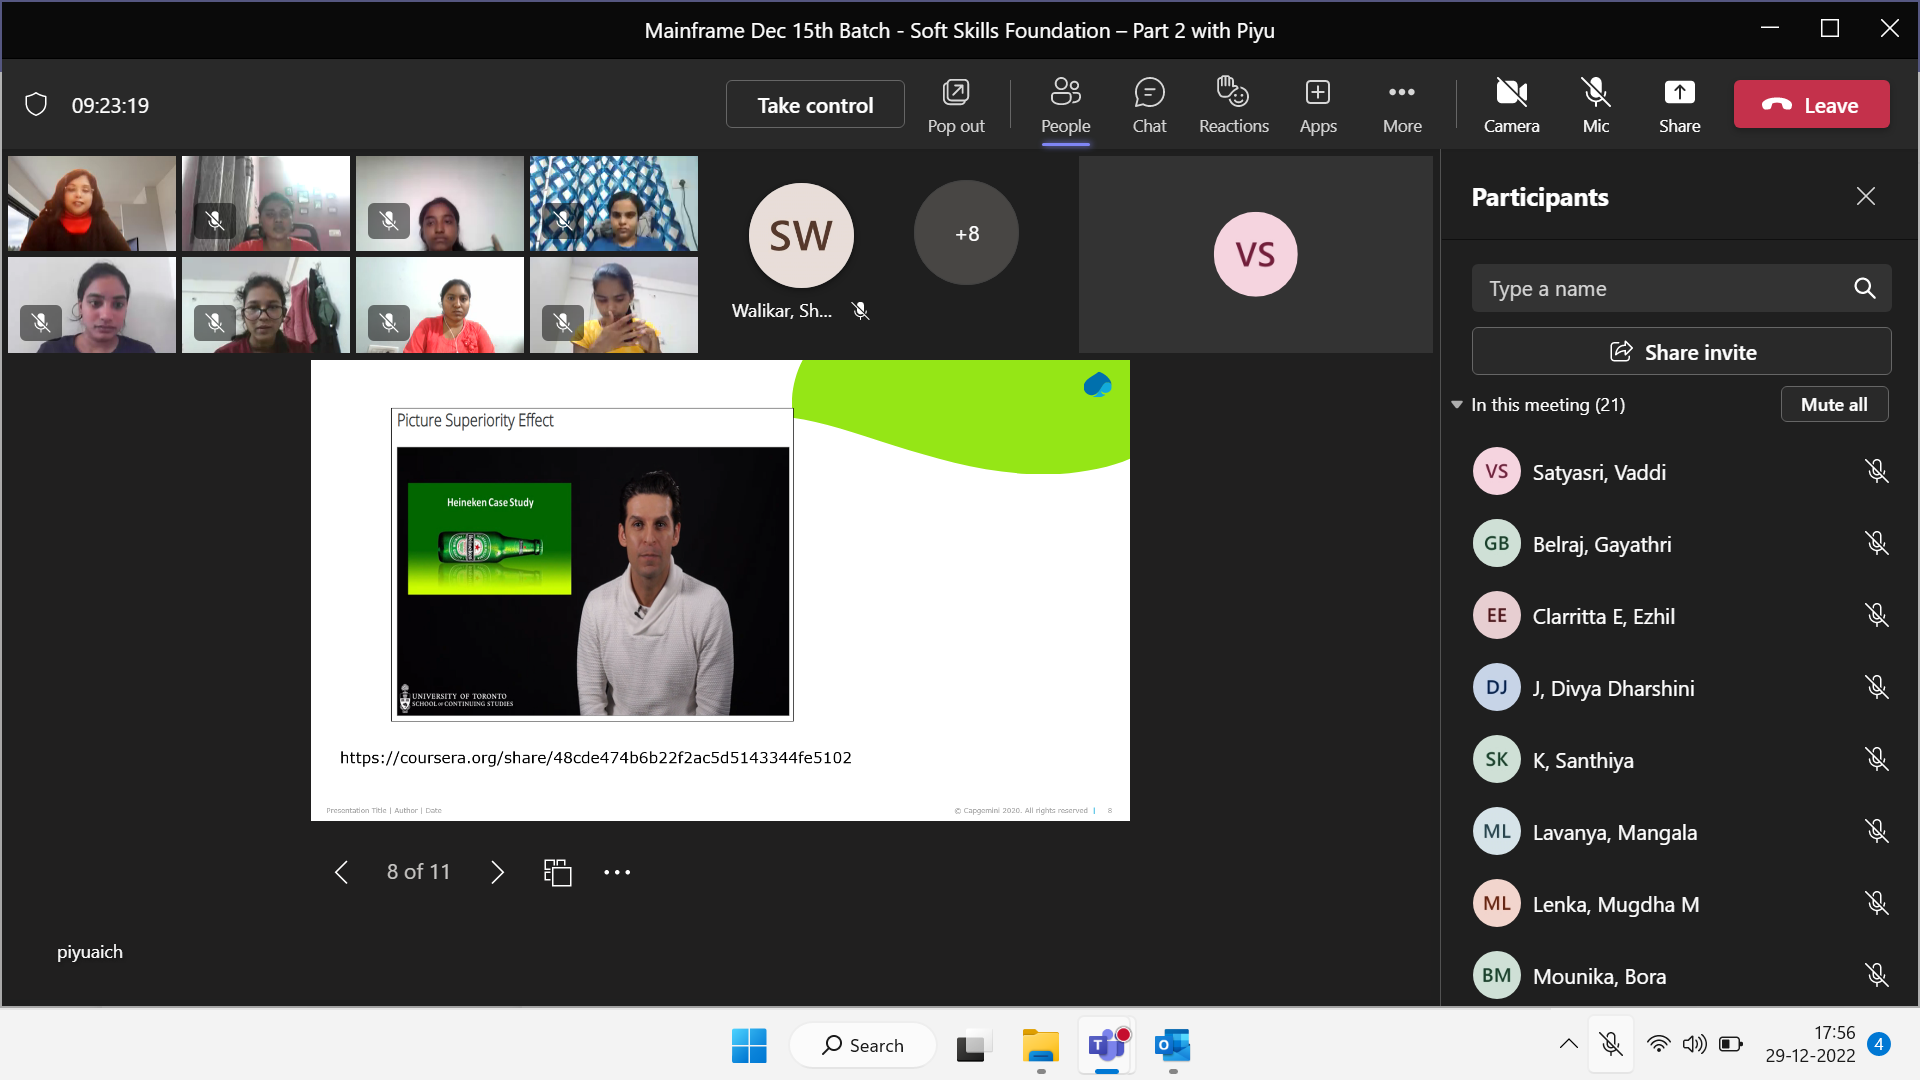 Mainframe Dec 15th Batch - Soft Skills Foundation – Part 2 with Piyu
09:23:19
Take control
Pop out
People
Chat
Reactions
Apps
More
Camera
Mic
Share
Leave
SW
Walikar, Sh...
+8
VS
Participants
Type a name
Share invite
In this meeting (21)
Mute all
VS Satyasri, Vaddi
GB Belraj, Gayathri
EE Clarritta E, Ezhil
DJ J, Divya Dharshini
SK K, Santhiya
ML Lavanya, Mangala
ML Lenka, Mugdha M
BM Mounika, Bora
Picture Superiority Effect
Heineken Case Study
Heineken
UNIVERSITY OF TORONTO
SCHOOL OF CONTINUING STUDIES
https://coursera.org/share/48cde474b6b22f2ac5d5143344fe5102
Presentation Title | Author | Date
© Capgemini 2020. All rights reserved | 8
8 of 11
piyuaich
Search
T
O
17:56
29-12-2022
4